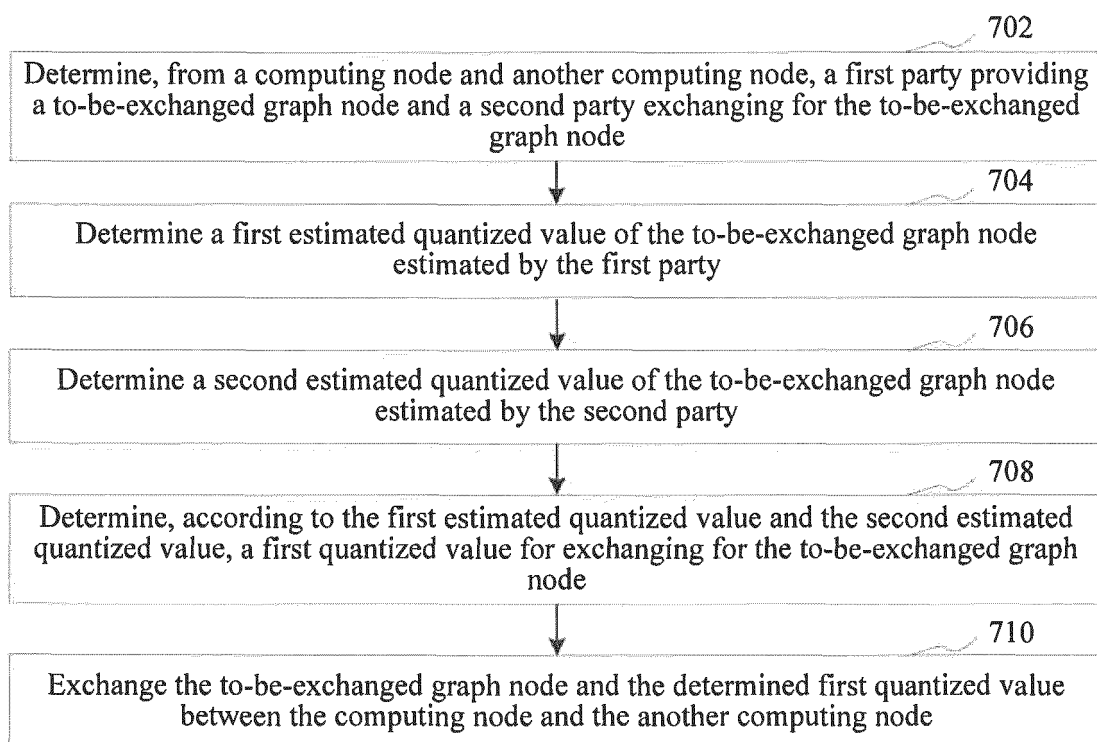 702
Determine, from a computing node and another computing node, a first party providing
a to-be-exchanged graph node and a second party exchanging for the to-be-exchanged
graph node
704
Determine a first estimated quantized value of the to-be-exchanged graph node
estimated by the first party
706
Determine a second estimated quantized value of the to-be-exchanged graph node
estimated by the second party
708
Determine, according to the first estimated quantized value and the second estimated
quantized value, a first quantized value for exchanging for the to-be-exchanged graph
node
710
Exchange the to-be-exchanged graph node and the determined first quantized value
between the computing node and the another computing node